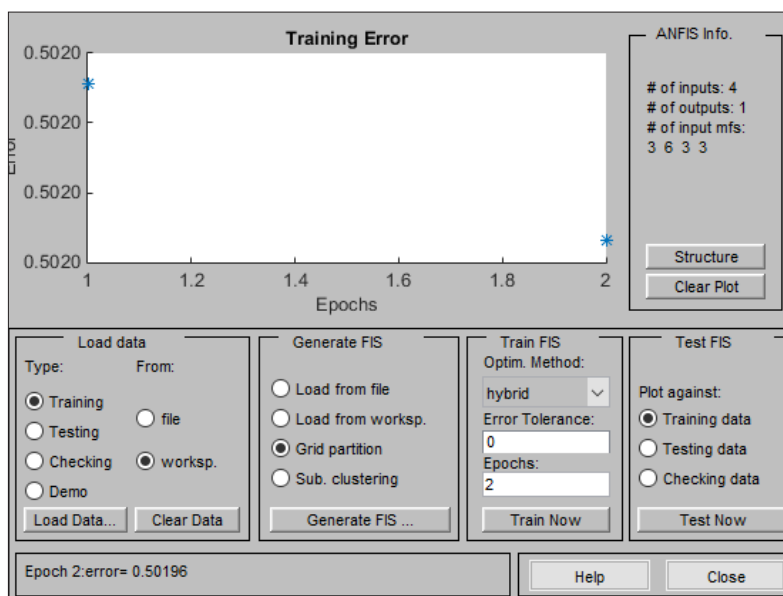 Training Error
0.5020
0.5020
0.5020
0.5020
Error
1 1.2 1.4 1.6 1.8 2
Epochs
ANFIS Info.
# of inputs: 4
# of outputs: 1
# of input mfs:
3 6 3 3
Structure
Clear Plot
Load data
Type: From:
Training
Testing
Checking
Demo
file
worksp.
Load Data... Clear Data
Generate FIS
Load from file
Load from worksp.
Grid partition
Sub. clustering
Generate FIS ...
Train FIS
Optim. Method:
hybrid
Error Tolerance:
0
Epochs:
2
Train Now
Test FIS
Plot against:
Training data
Testing data
Checking data
Test Now
Epoch 2:error= 0.50196
Help Close